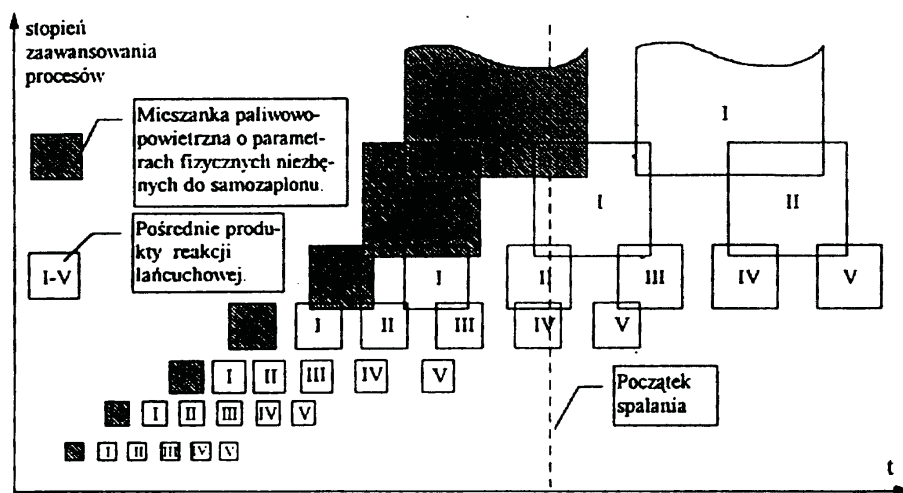 stopień
zaawansowania
procesów
Mieszanka paliwowo-
powietrzna o paramet-
rach fizycznych niezbę-
nych do samozaplonu.
Pośrednie produ-
kty reakcji
łańcuchowej.
I-V
I
I II
I II III IV V
I II III IV V
I II III IV V
I II III IV V
I II III IV V
Początek
spalania
t